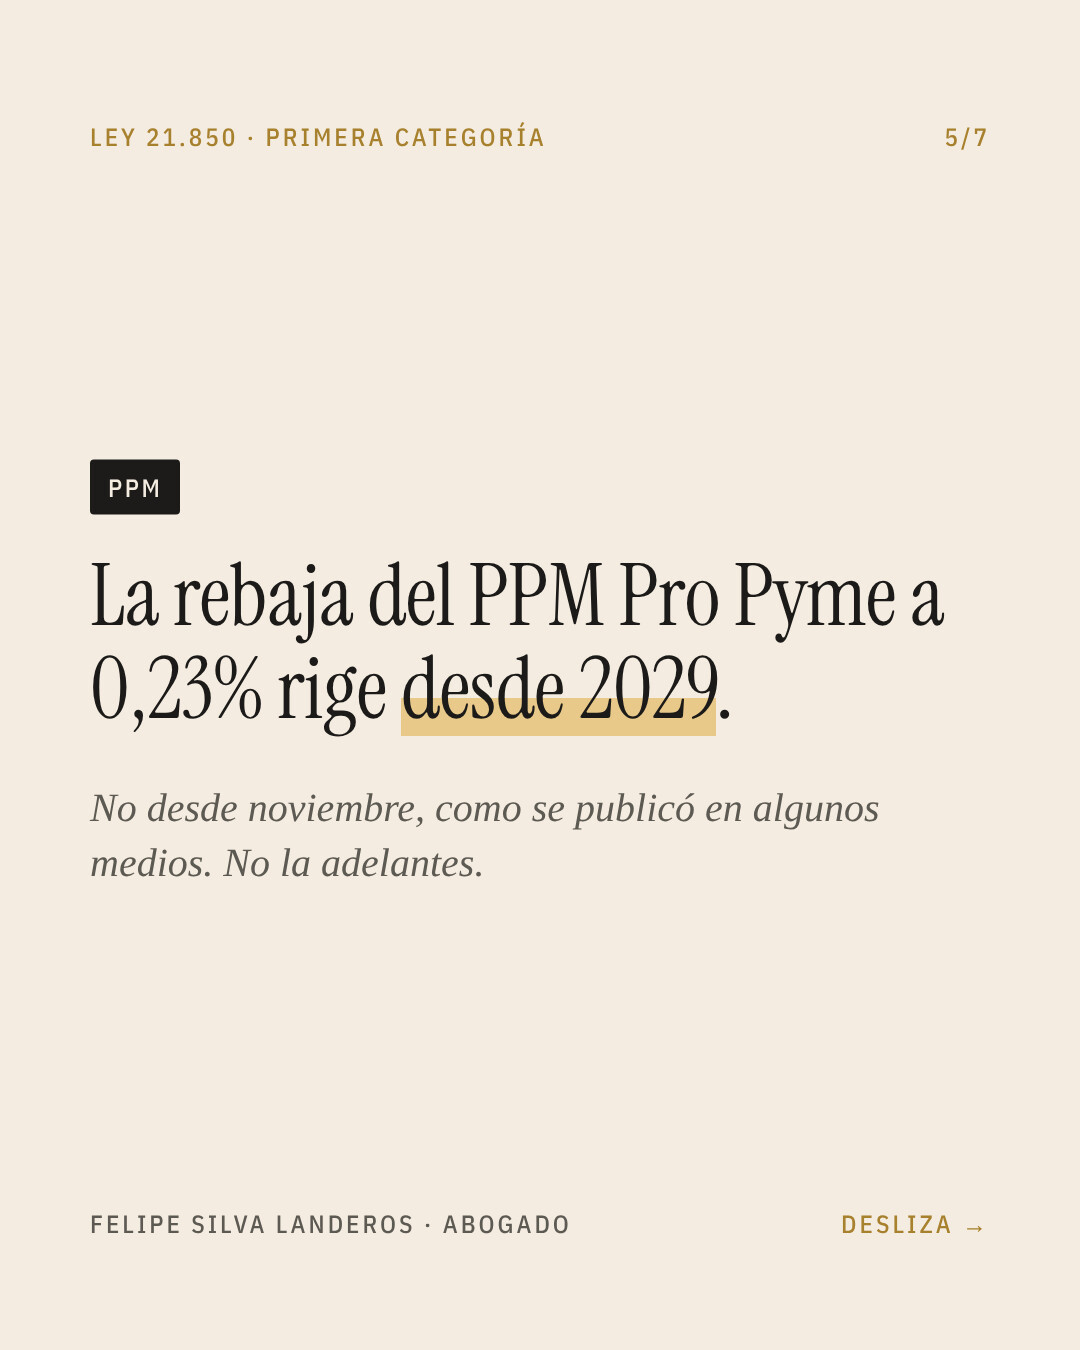 LEY 21.850 · PRIMERA CATEGORÍA
5/7
PPM
La rebaja del PPM Pro Pyme a
0,23% rige desde 2029.
No desde noviembre, como se publicó en algunos
medios. No la adelantes.
FELIPE SILVA LANDEROS · ABOGADO
DESLIZA →